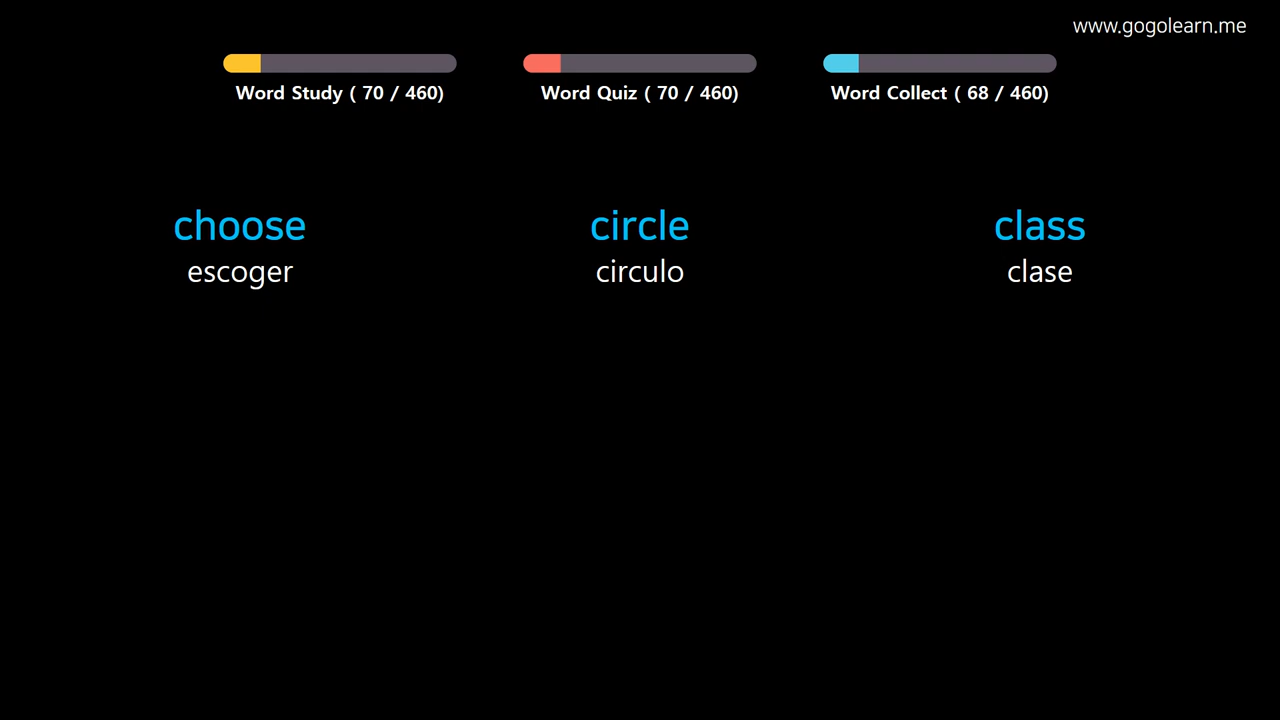 www.gogolearn.me
Word Study ( 70 / 460)
Word Quiz ( 70 / 460)
Word Collect ( 68 / 460)
choose
escoger
circle
circulo
class
clase